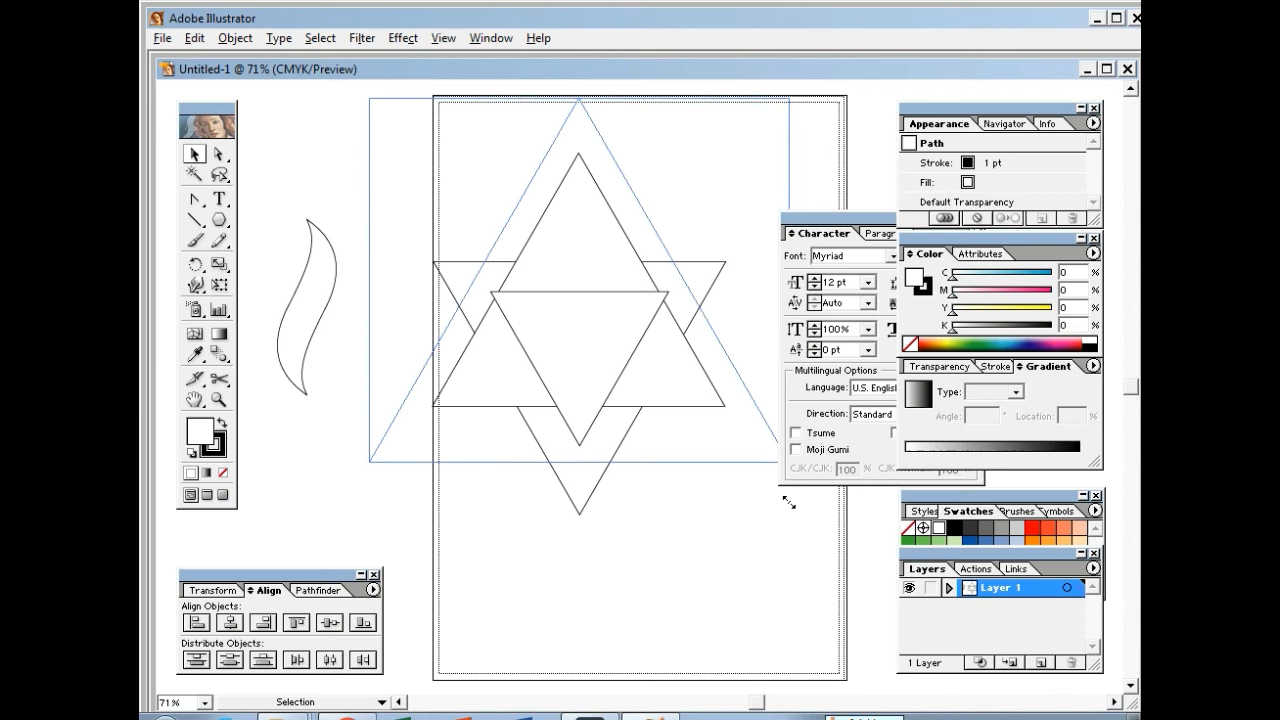 Adobe Illustrator
File Edit Object Type Select Filter Effect View Window Help
Untitled-1 @ 71% (CMYK/Preview)
Appearance Navigator Info
Path
Stroke: 1 pt
Fill:
Default Transparency
Character Paragr
Font: Myriad
12 pt
Auto
100%
0 pt
Multilingual Options
Language: U.S. English
Direction: Standard
Tsume
Moji Gumi
CJK/CJK: 100 %
Color Attributes
C 0 %
M 0 %
Y 0 %
K 0 %
Transparency Stroke Gradient
Type:
Angle: ° Location: %
Styles Swatches Brushes Symbols
Layers Actions Links
Layer 1
1 Layer
Transform Align Pathfinder
Align Objects:
Distribute Objects:
71% Selection